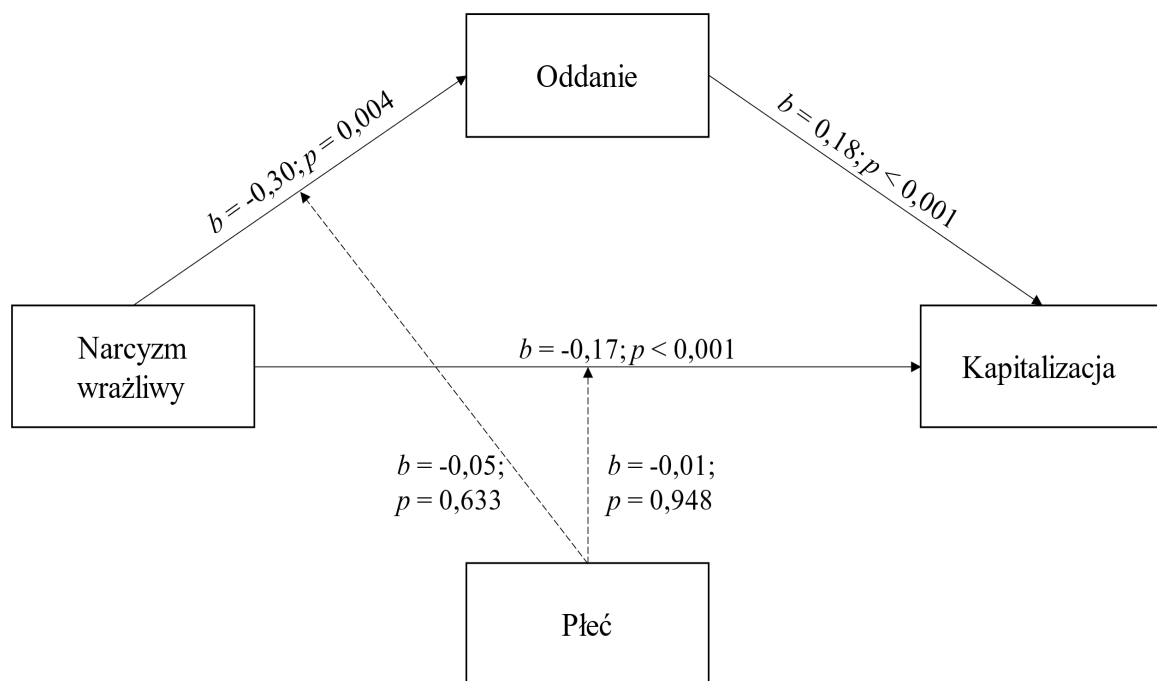 Oddanie
b = -0,30; p = 0,004
b = 0,18; p < 0,001
Narcyzm
wrażliwy
b = -0,17; p < 0,001
Kapitalizacja
b = -0,05;
p = 0,633
b = -0,01;
p = 0,948
Płeć